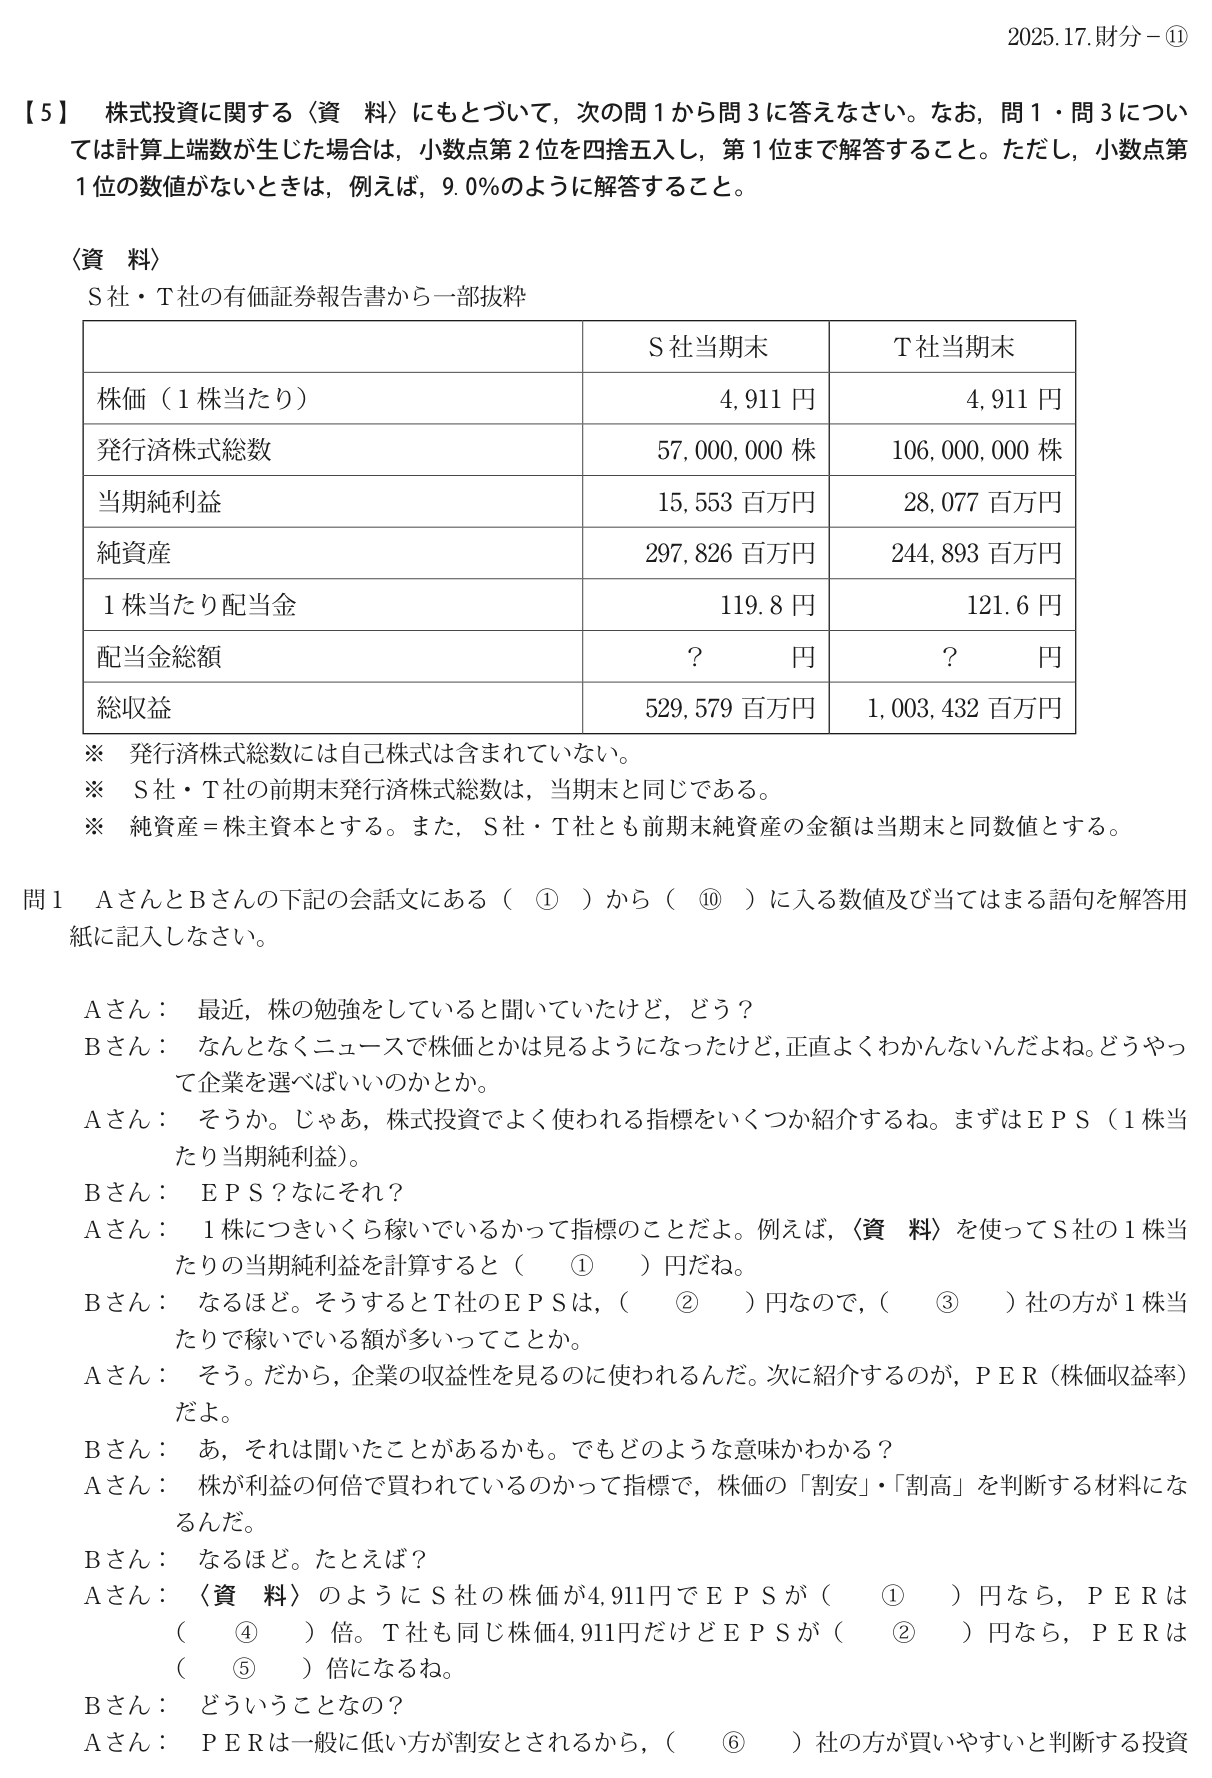 2025.17.財分－⑪
【５】　株式投資に関する〈資　料〉にもとづいて，次の問１から問３に答えなさい。なお，問１・問３につい
ては計算上端数が生じた場合は，小数点第２位を四捨五入し，第１位まで解答すること。ただし，小数点第
１位の数値がないときは，例えば，9.0％のように解答すること。
〈資　料〉
Ｓ社・Ｔ社の有価証券報告書から一部抜粋
Ｓ社当期末　Ｔ社当期末
株価（１株当たり）　4,911 円　4,911 円
発行済株式総数　57,000,000 株　106,000,000 株
当期純利益　15,553 百万円　28,077 百万円
純資産　297,826 百万円　244,893 百万円
１株当たり配当金　119.8 円　121.6 円
配当金総額　？　円　？　円
総収益　529,579 百万円　1,003,432 百万円
※　発行済株式総数には自己株式は含まれていない。
※　Ｓ社・Ｔ社の前期末発行済株式総数は，当期末と同じである。
※　純資産＝株主資本とする。また，Ｓ社・Ｔ社とも前期末純資産の金額は当期末と同数値とする。
問１　ＡさんとＢさんの下記の会話文にある（　①　）から（　⑩　）に入る数値及び当てはまる語句を解答用
紙に記入しなさい。
Ａさん：　最近，株の勉強をしていると聞いていたけど，どう？
Ｂさん：　なんとなくニュースで株価とかは見るようになったけど，正直よくわかんないんだよね。どうやっ
て企業を選べばいいのかとか。
Ａさん：　そうか。じゃあ，株式投資でよく使われる指標をいくつか紹介するね。まずはＥＰＳ（１株当
たり当期純利益）。
Ｂさん：　ＥＰＳ？なにそれ？
Ａさん：　１株につきいくら稼いでいるかって指標のことだよ。例えば，〈資　料〉を使ってＳ社の１株当
たりの当期純利益を計算すると（　①　）円だね。
Ｂさん：　なるほど。そうするとＴ社のＥＰＳは，（　②　）円なので，（　③　）社の方が１株当
たりで稼いでいる額が多いってことか。
Ａさん：　そう。だから，企業の収益性を見るのに使われるんだ。次に紹介するのが，ＰＥＲ（株価収益率）
だよ。
Ｂさん：　あ，それは聞いたことがあるかも。でもどのような意味かわかる？
Ａさん：　株が利益の何倍で買われているのかって指標で，株価の「割安」・「割高」を判断する材料にな
るんだ。
Ｂさん：　なるほど。たとえば？
Ａさん：　〈資　料〉のようにＳ社の株価が4,911円でＥＰＳが（　①　）円なら，ＰＥＲは
（　④　）倍。Ｔ社も同じ株価4,911円だけどＥＰＳが（　②　）円なら，ＰＥＲは
（　⑤　）倍になるね。
Ｂさん：　どういうことなの？
Ａさん：　ＰＥＲは一般に低い方が割安とされるから，（　⑥　）社の方が買いやすいと判断する投資